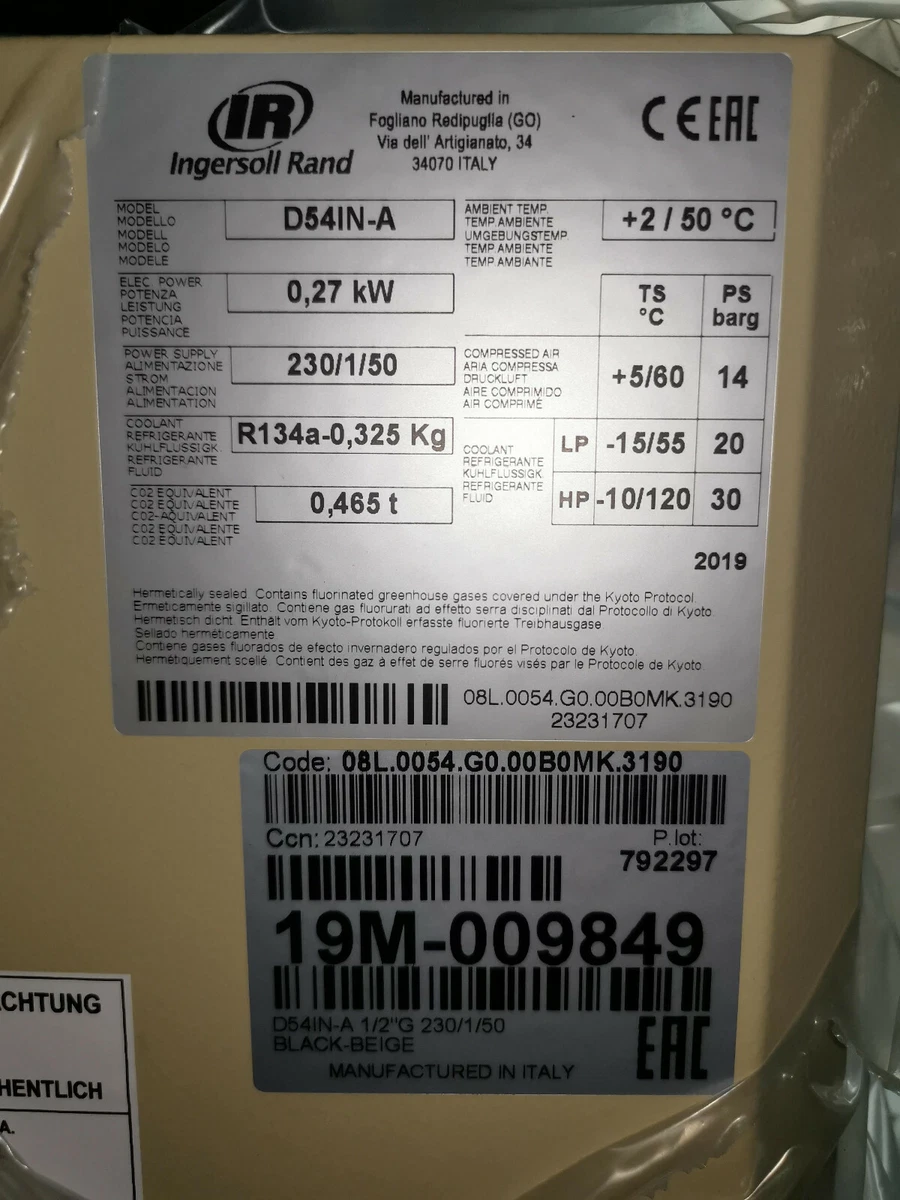 IR
Ingersoll Rand
Manufactured in
Fogliano Redipuglia (GO)
Via dell' Artigianato, 34
34070 ITALY
CE EAC
MODEL
MODELLO
MODELL
MODELO
MODELE
D54IN-A
AMBIENT TEMP.
TEMP.AMBIENTE
UMGEBUNGSTEMP.
TEMP.AMBIENTE
TEMP.AMBIANTE
+2 / 50 °C
ELEC. POWER
POTENZA
LEISTUNG
POTENCIA
PUISSANCE
0,27 kW
TS
°C
PS
barg
POWER SUPPLY
ALIMENTAZIONE
STROM
ALIMENTACION
ALIMENTATION
230/1/50
COMPRESSED AIR
ARIA COMPRESSA
DRUCKLUFT
AIRE COMPRIMIDO
AIR COMPRIMÉ
+5/60 14
COOLANT
REFRIGERANTE
KUHLFLUSSIGK.
REFRIGERANTE
FLUID
R134a-0,325 Kg
COOLANT
REFRIGERANTE
KUHLFLUSSIGK.
REFRIGERANTE
FLUID
LP -15/55 20
HP -10/120 30
CO2 EQUIVALENT
CO2 EQUIVALENTE
CO2-AQUIVALENT
CO2 EQUIVALENTE
CO2 EQUIVALENT
0,465 t
2019
Hermetically sealed. Contains fluorinated greenhouse gases covered under the Kyoto Protocol.
Ermeticamente sigillato. Contiene gas fluorurati ad effetto serra disciplinati dal Protocollo di Kyoto.
Hermetisch dicht. Enthält vom Kyoto-Protokoll erfasste fluorierte Treibhausgase.
Sellado herméticamente.
Contiene gases fluorados de efecto invernadero regulados por el Protocolo de Kyoto.
Hermétiquement scellé. Contient des gaz à effet de serre fluorés visés par le Protocole de Kyoto.
08L.0054.G0.00B0MK.3190
23231707
Code: 08L.0054.G0.00B0MK.3190
Ccn: 23231707
P.lot:
792297
19M-009849
D54IN-A 1/2"G 230/1/50
BLACK-BEIGE
EAC
MANUFACTURED IN ITALY
CHTUNG
HENTLICH
A.